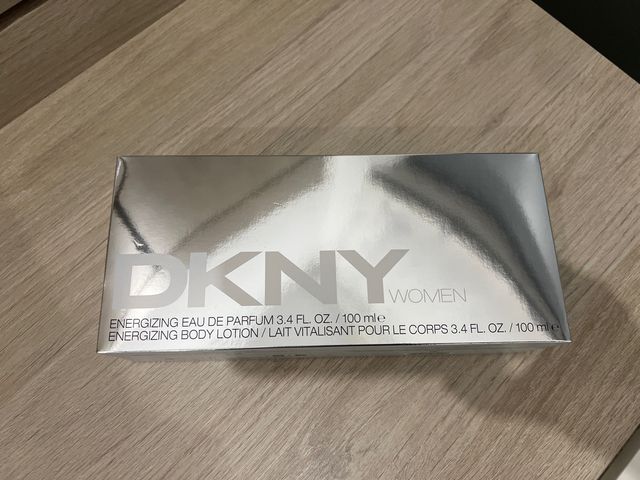 DKNY WOMEN
ENERGIZING EAU DE PARFUM 3.4 FL. OZ. / 100 ml e
ENERGIZING BODY LOTION / LAIT VITALISANT POUR LE CORPS 3.4 FL. OZ. / 100 ml e